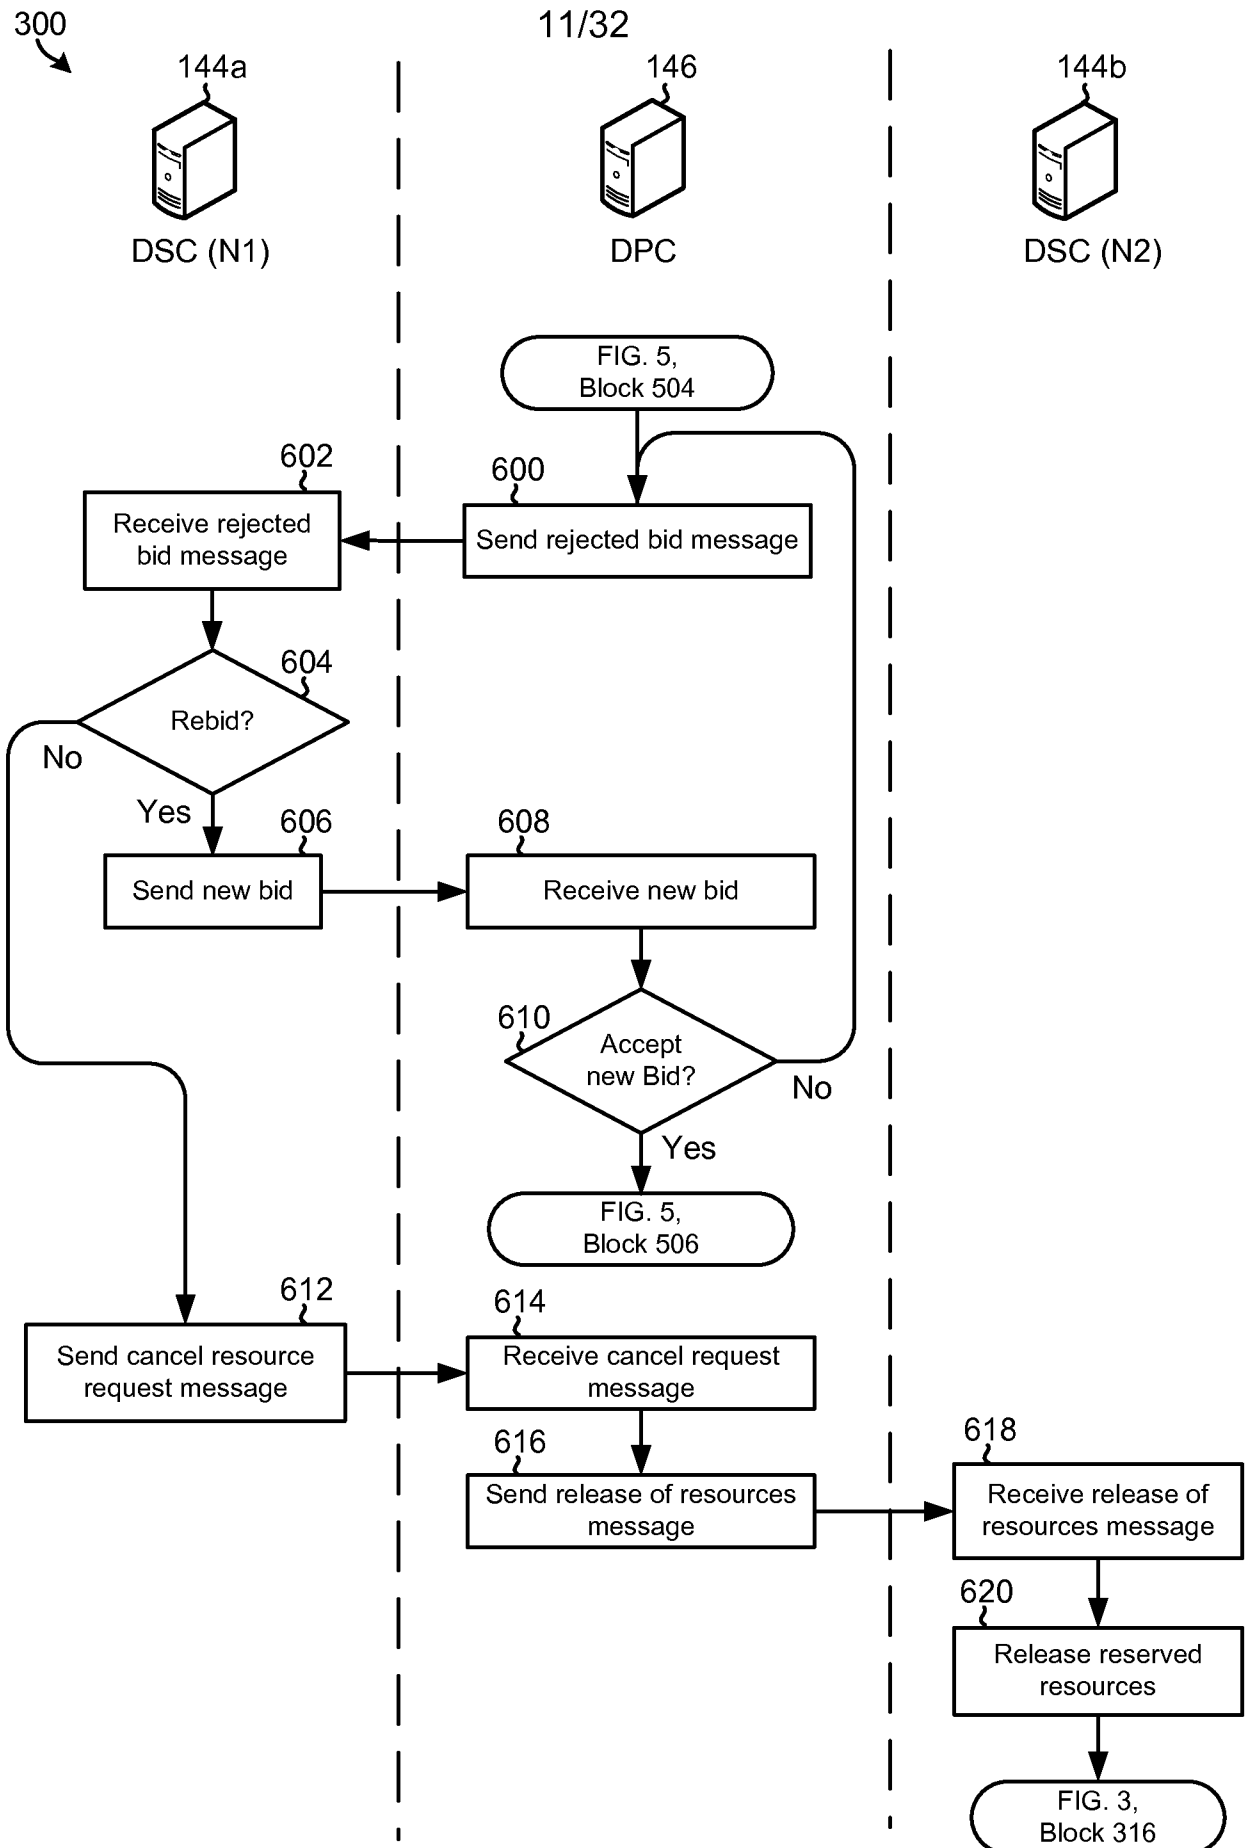 300
11/32
144a
146
144b
DSC (N1)
DPC
DSC (N2)
FIG. 5,
Block 504
602
600
Receive rejected
bid message
Send rejected bid message
604
Rebid?
No
Yes
606
608
Send new bid
Receive new bid
610
Accept
new Bid?
No
Yes
FIG. 5,
Block 506
612
614
Send cancel resource
request message
Receive cancel request
message
616
618
Send release of resources
message
Receive release of
resources message
620
Release reserved
resources
FIG. 3,
Block 316